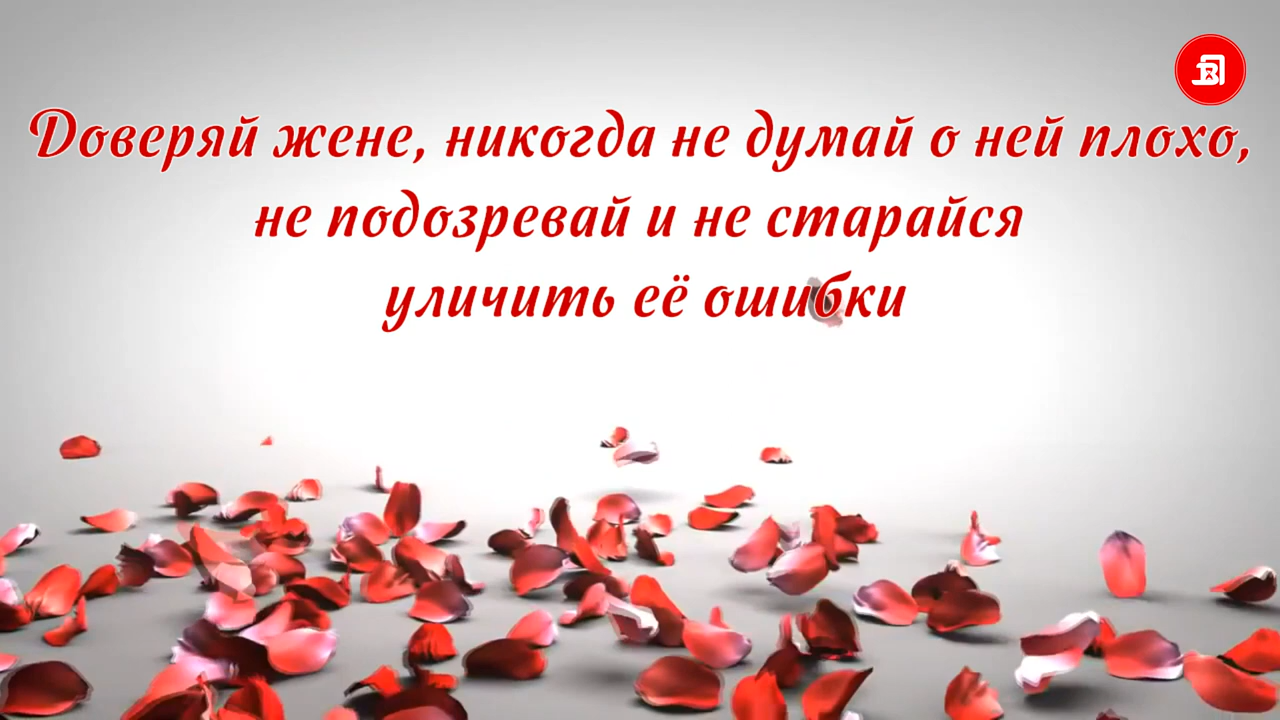 Доверяй жене, никогда не думай о ней плохо,
не подозревай и не старайся
уличить её ошибки